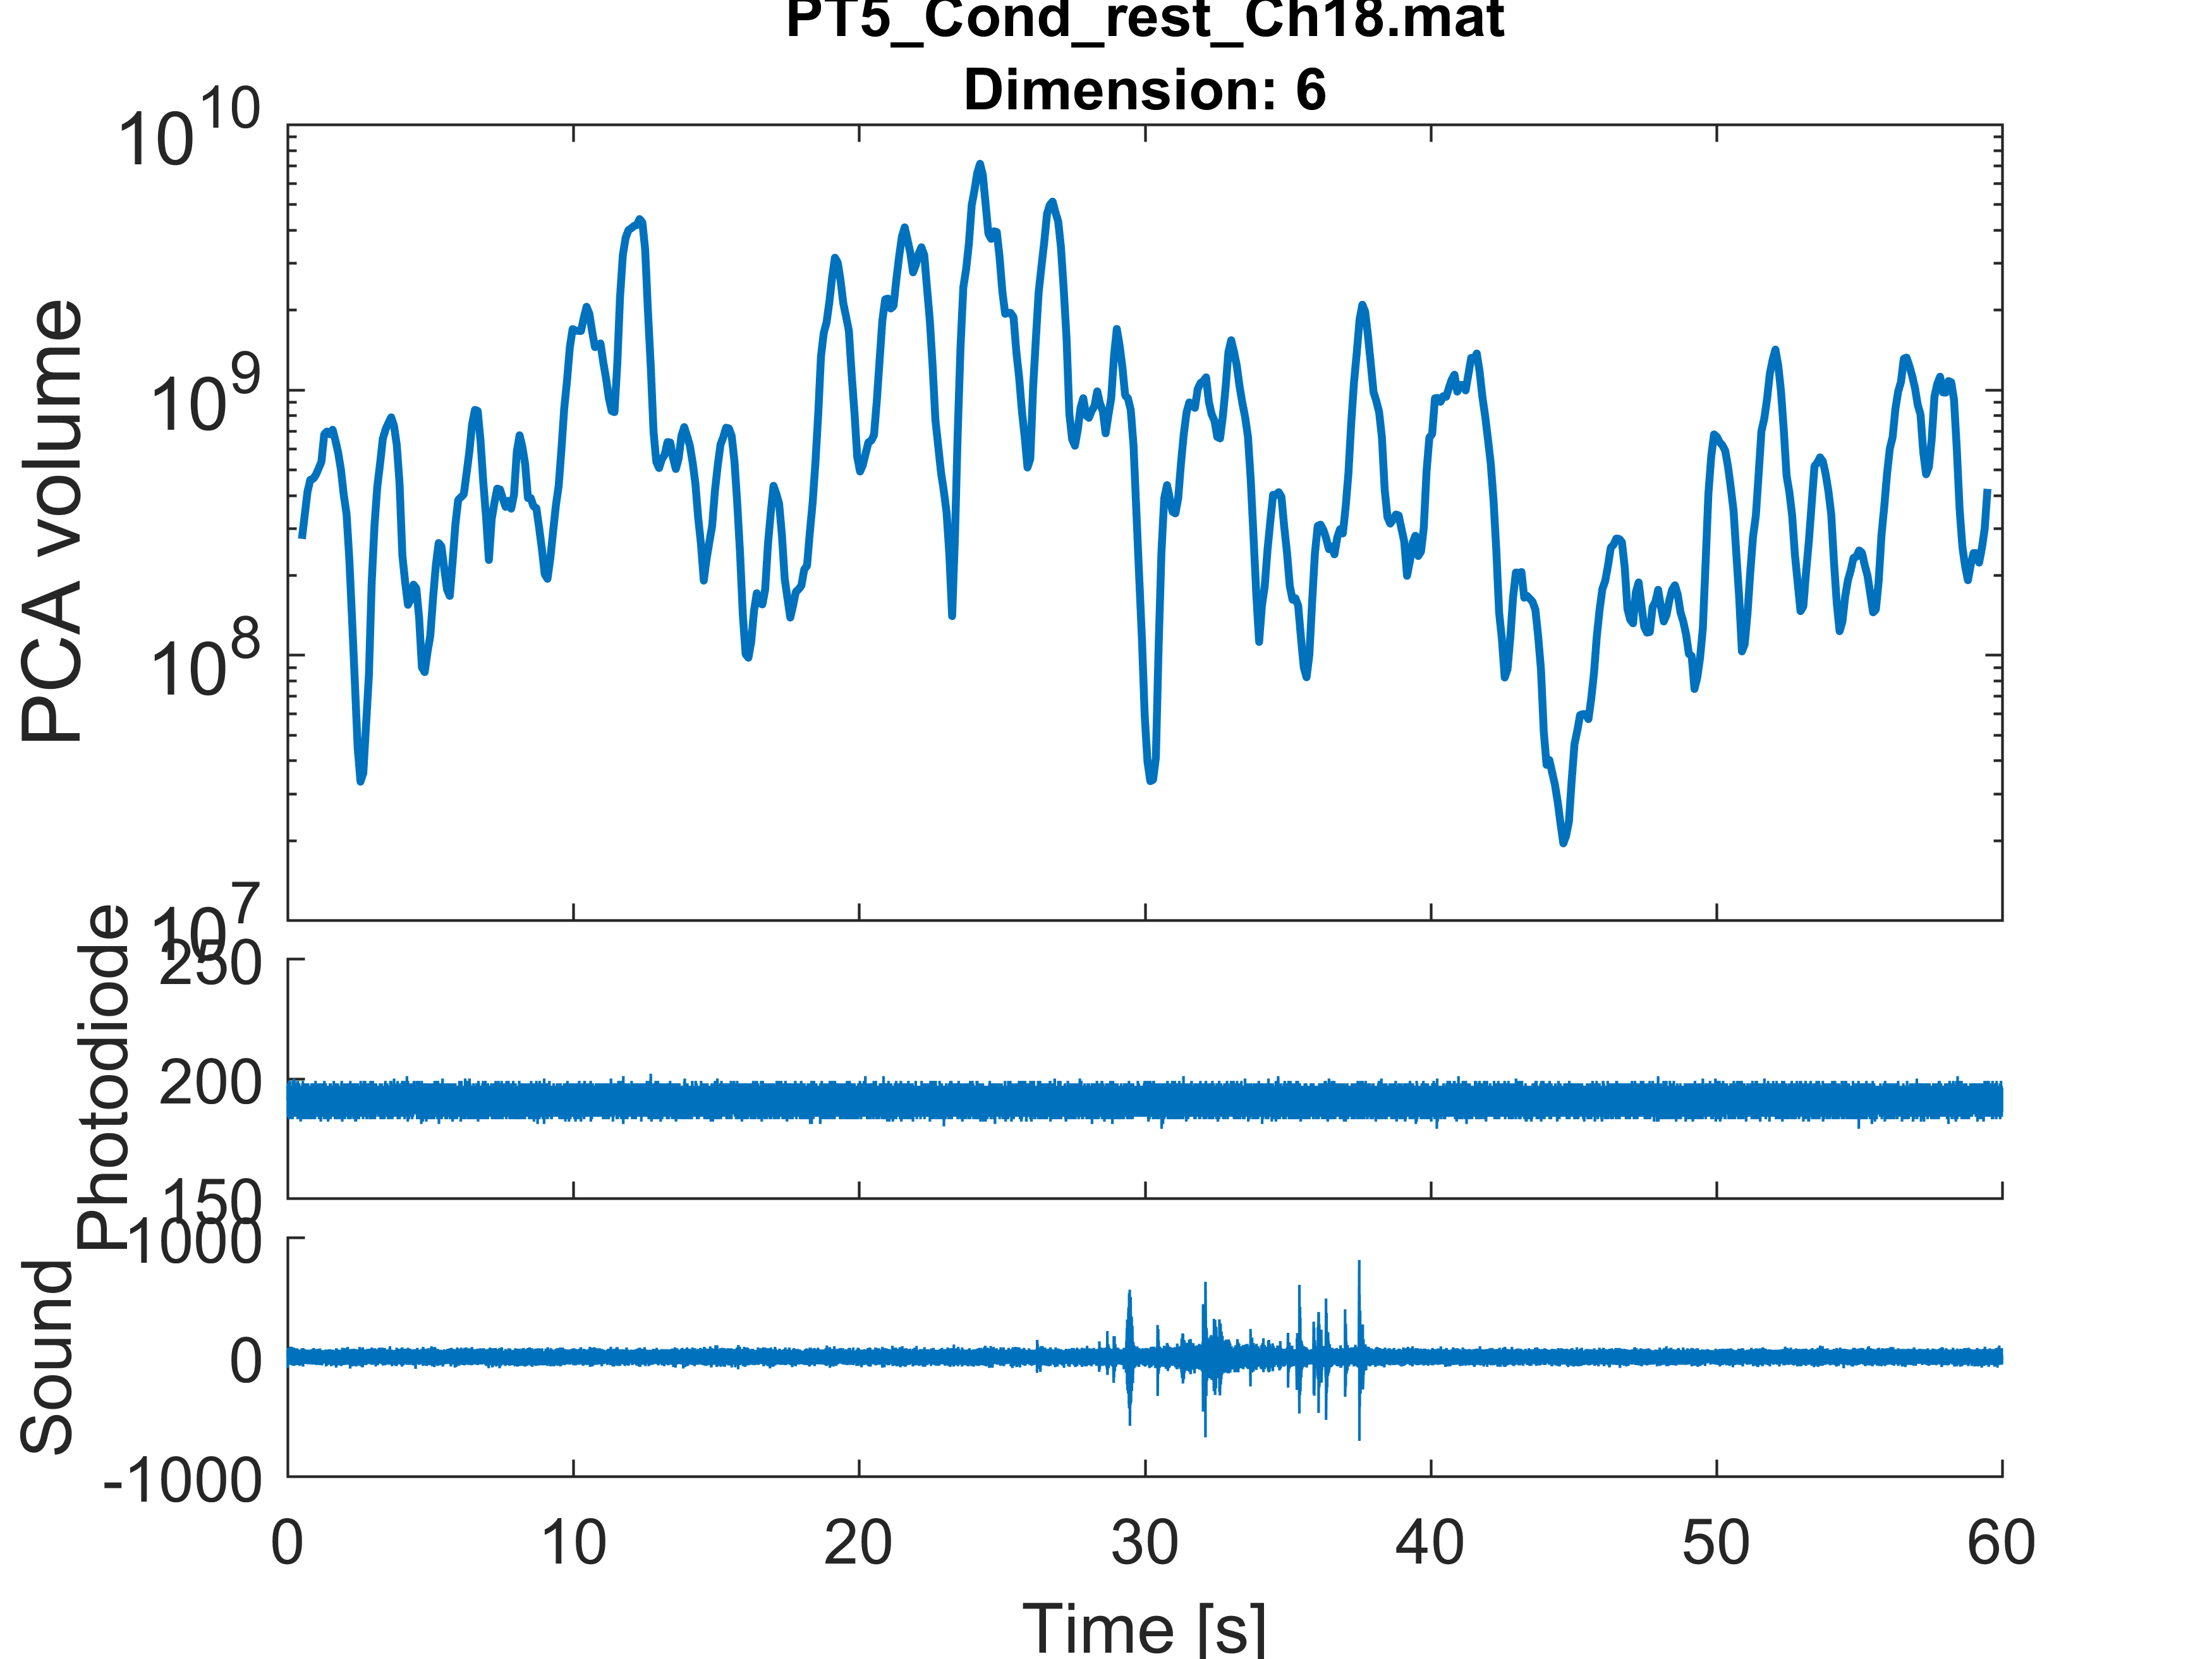 PT5_Cond_rest_Ch18.mat
Dimension: 6
PCA volume
10^10
10^9
10^8
10^7
Photodiode
250
200
150
Sound
1000
0
-1000
0 10 20 30 40 50 60
Time [s]